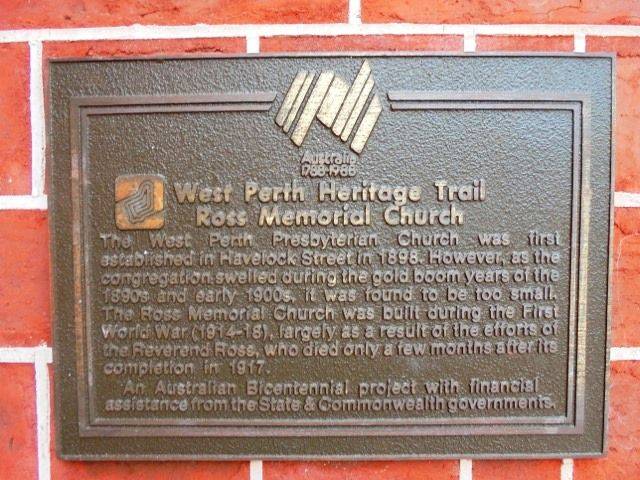 Australia
1788-1988
West Perth Heritage Trail
Ross Memorial Church
The West Perth Presbyterian Church was first
established in Havelock Street in 1898. However, as the
congregation swelled during the gold boom years of the
1890s and early 1900s, it was found to be too small.
The Ross Memorial Church was built during the First
World War (1914-18), largely as a result of the efforts of
the Reverend Ross, who died only a few months after its
completion in 1917.
An Australian Bicentennial project with financial
assistance from the State & Commonwealth governments.